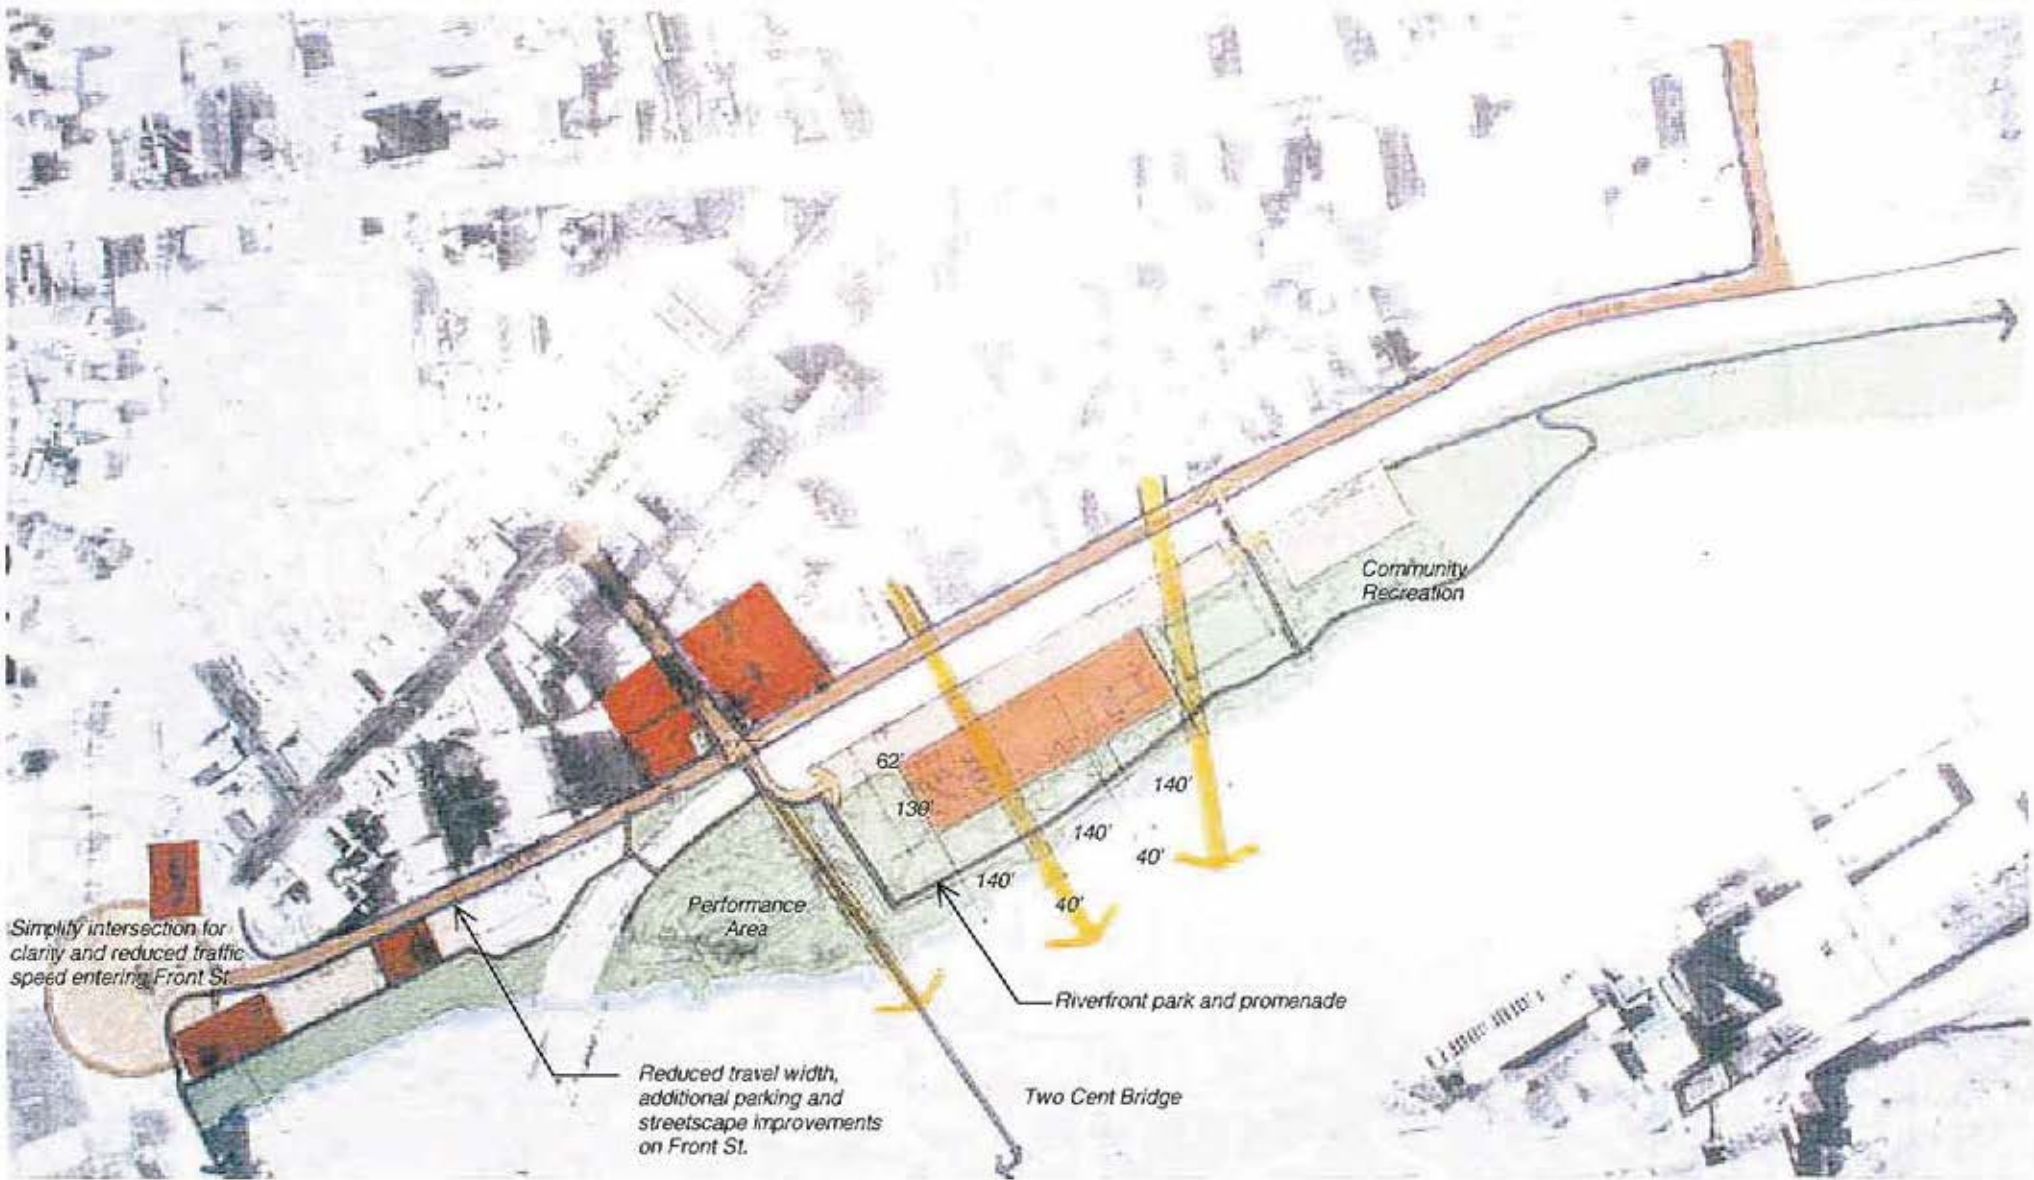 Community
Recreation
62'
130'
140'
140'
40'
140'
40'
Performance
Area
Simplify intersection for
clarity and reduced traffic
speed entering Front St.
Riverfront park and promenade
Reduced travel width,
additional parking and
streetscape improvements
on Front St.
Two Cent Bridge